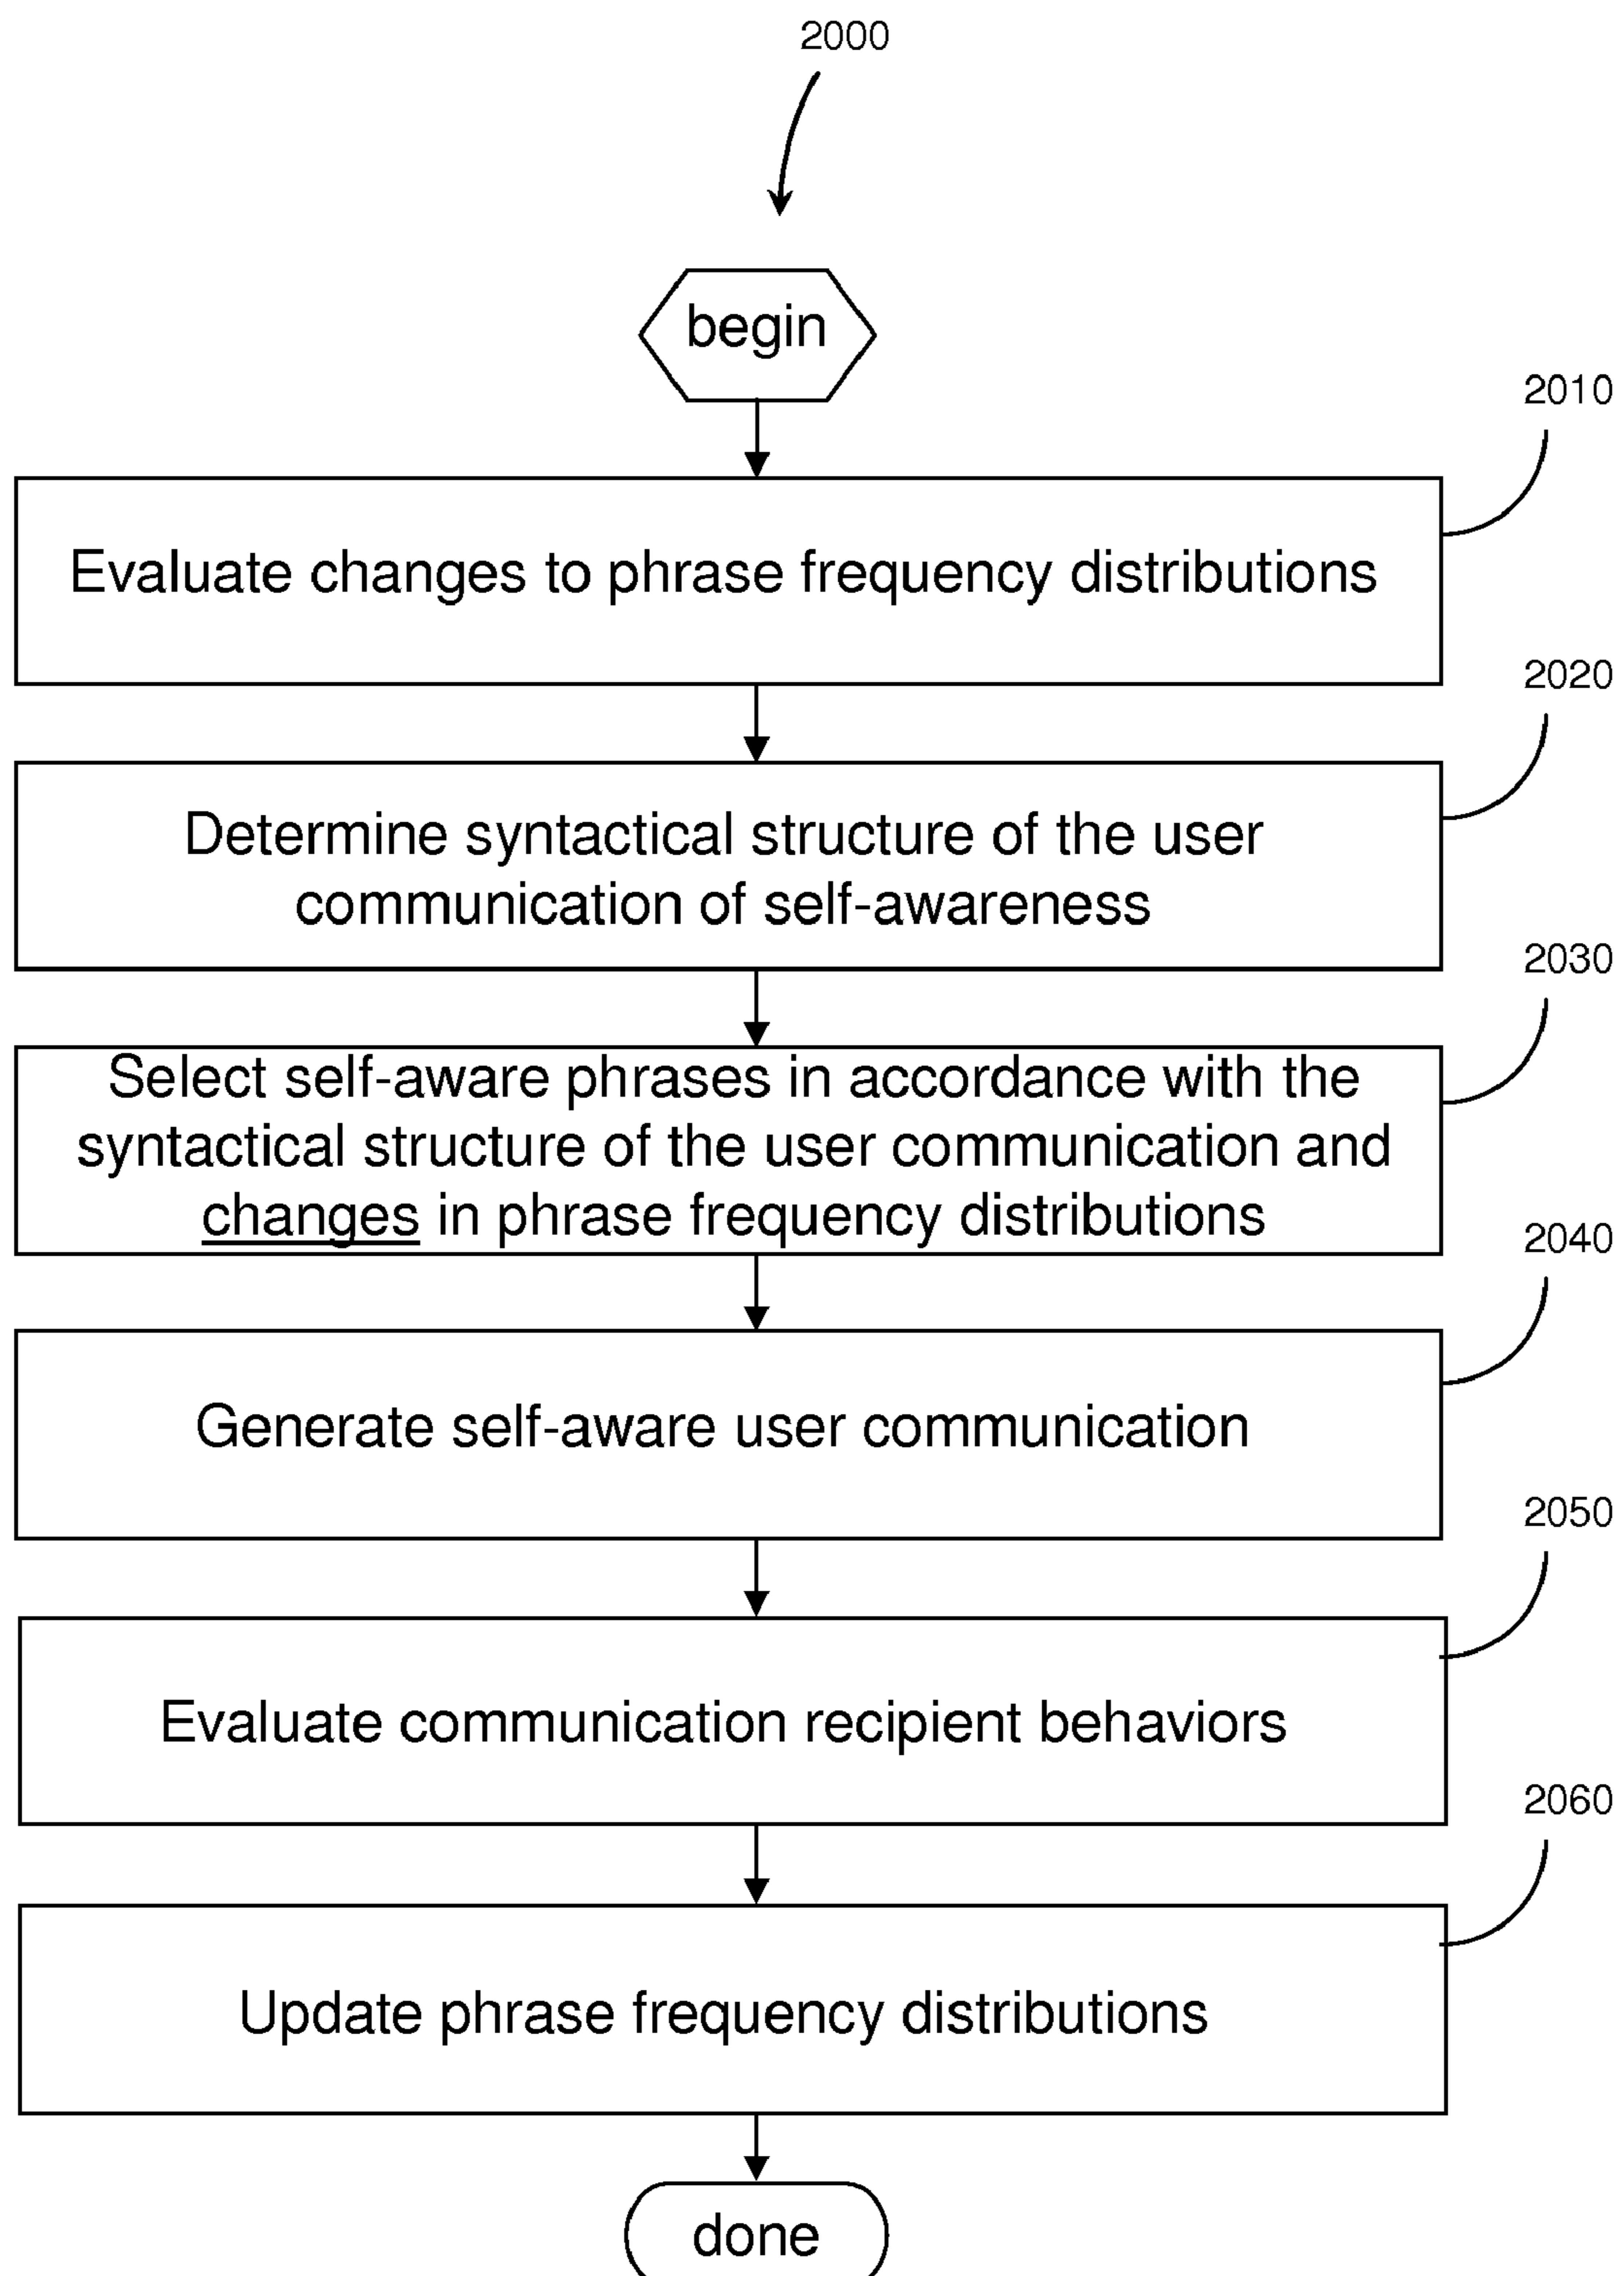 2000
begin
2010
Evaluate changes to phrase frequency distributions
2020
Determine syntactical structure of the user
communication of self-awareness
2030
Select self-aware phrases in accordance with the
syntactical structure of the user communication and
changes in phrase frequency distributions
2040
Generate self-aware user communication
2050
Evaluate communication recipient behaviors
2060
Update phrase frequency distributions
done